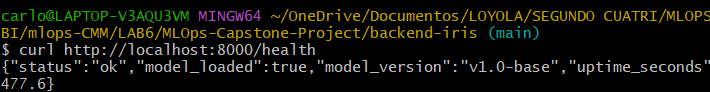 carlo@LAPTOP-V3AQU3VM MINGW64 ~/OneDrive/Documentos/LOYOLA/SEGUNDO CUATRI/MLOPS
BI/mlops-CMM/LAB6/MLOps-Capstone-Project/backend-iris (main)
$ curl http://localhost:8000/health
{"status":"ok","model_loaded":true,"model_version":"v1.0-base","uptime_seconds"
477.6}